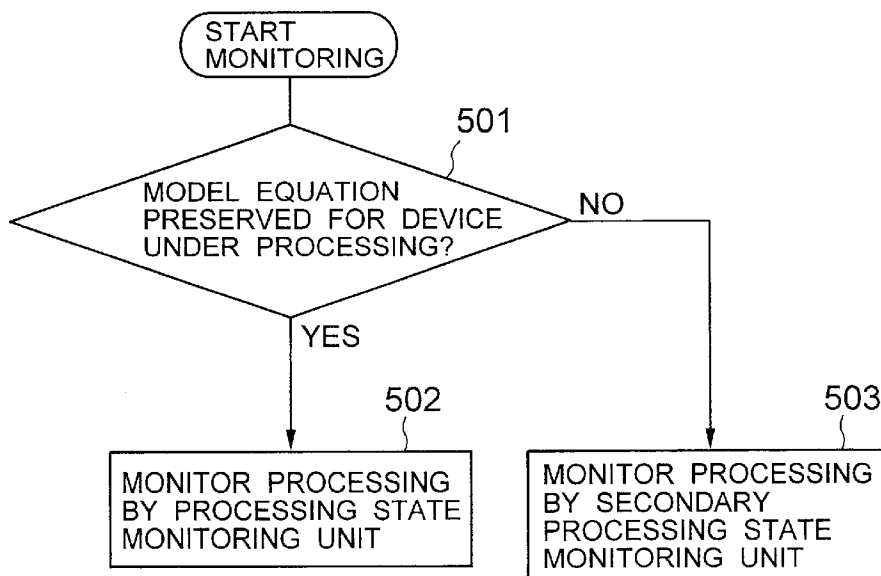 START
MONITORING
501
MODEL EQUATION
PRESERVED FOR DEVICE
UNDER PROCESSING?
NO
YES
502
MONITOR PROCESSING
BY PROCESSING STATE
MONITORING UNIT
503
MONITOR PROCESSING
BY SECONDARY
PROCESSING STATE
MONITORING UNIT